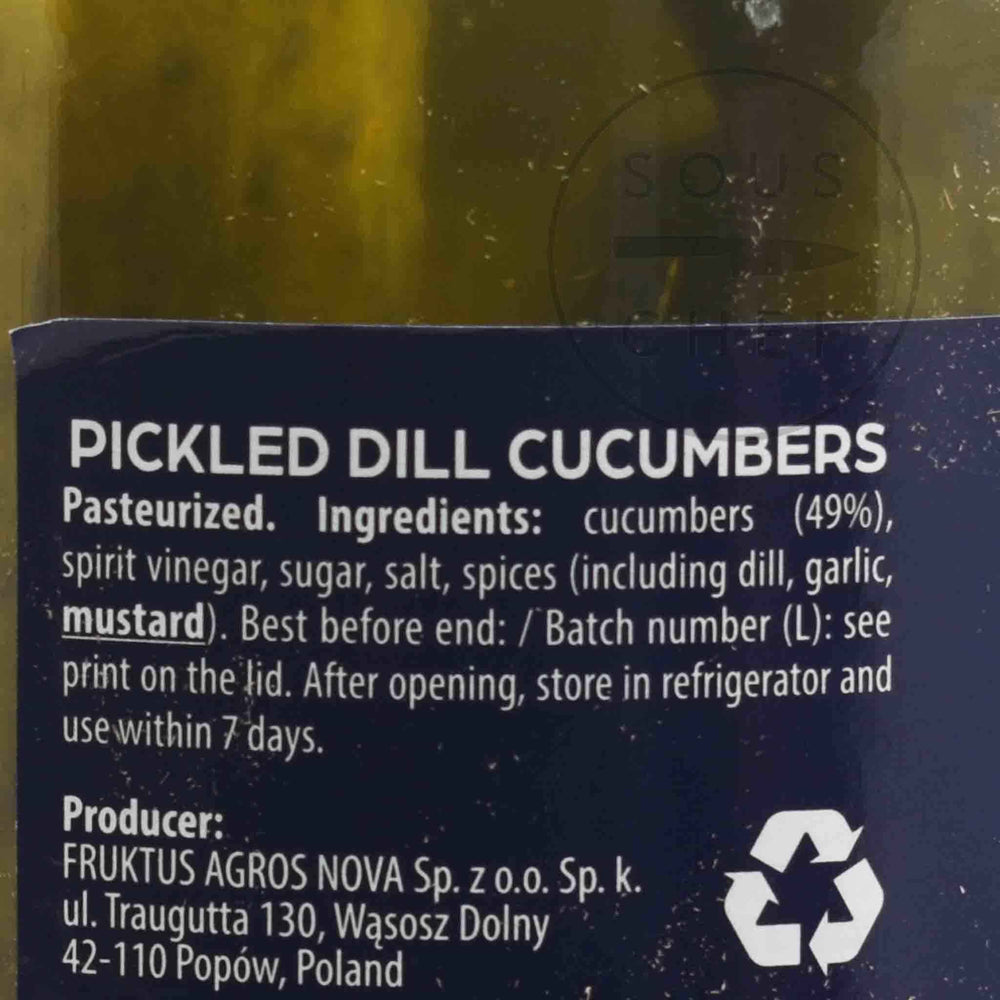 SOUS
CHEF
PICKLED DILL CUCUMBERS
Pasteurized. Ingredients: cucumbers (49%),
spirit vinegar, sugar, salt, spices (including dill, garlic,
mustard). Best before end: / Batch number (L): see
print on the lid. After opening, store in refrigerator and
use within 7 days.
Producer:
FRUKTUS AGROS NOVA Sp. z o.o. Sp. k.
ul. Traugutta 130, Wąsosz Dolny
42-110 Popów, Poland